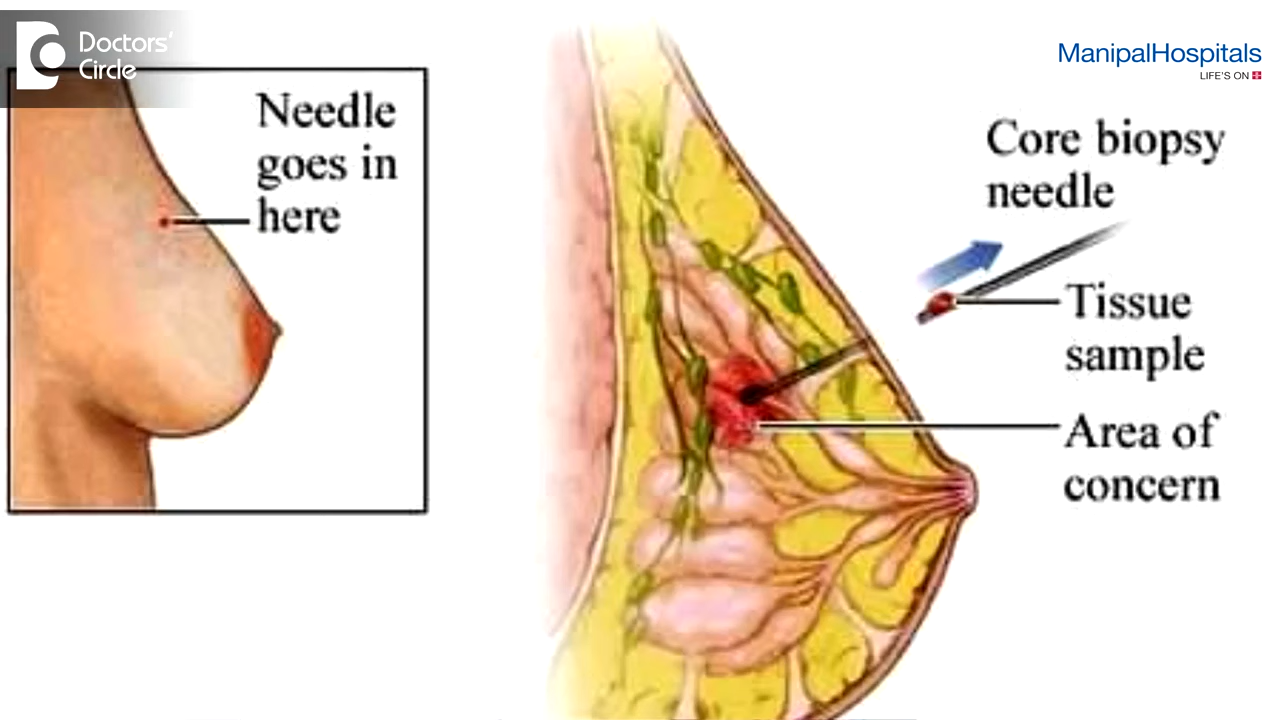 Doctors'
Circle
ManipalHospitals
LIFE'S ON
Needle
goes in
here
Core biopsy
needle
Tissue
sample
Area of
concern